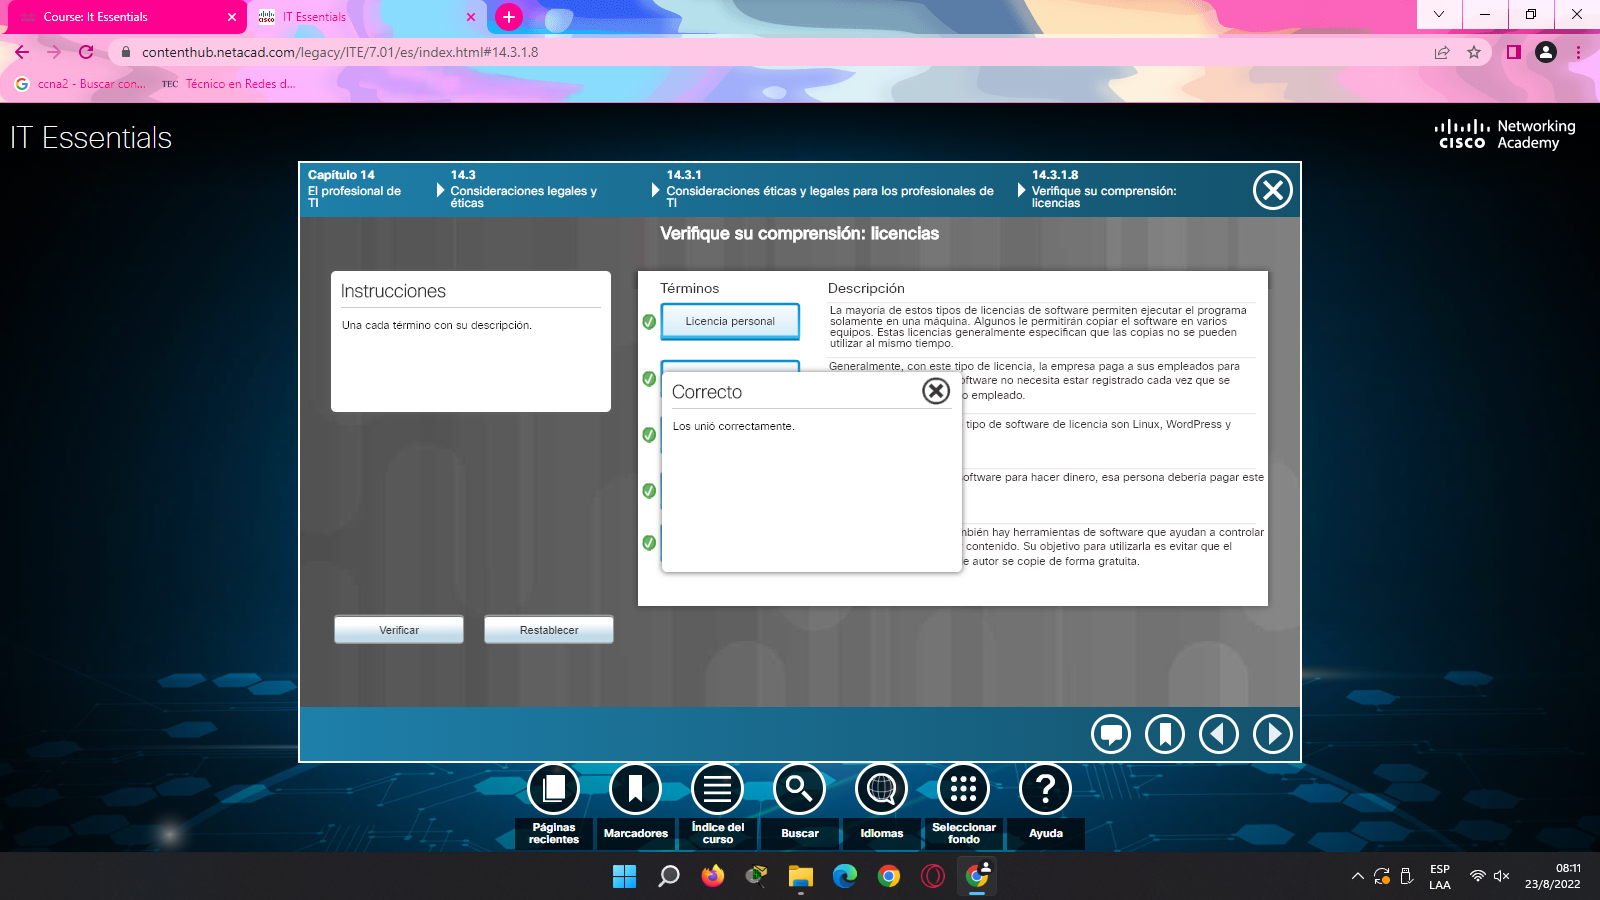 Course: It Essentials
IT Essentials
contenthub.netacad.com/legacy/ITE/7.01/es/index.html#14.3.1.8
ccna2 - Buscar con...
TEC Técnico en Redes d...
IT Essentials
CISCO Networking Academy
Capítulo 14
El profesional de
TI
14.3
Consideraciones legales y
éticas
14.3.1
Consideraciones éticas y legales para los profesionales de
TI
14.3.1.8
Verifique su comprensión:
licencias
Verifique su comprensión: licencias
Instrucciones
Una cada término con su descripción.
Términos
Descripción
Licencia personal
La mayoría de estos tipos de licencias de software permiten ejecutar el programa
solamente en una máquina. Algunos le permitirán copiar el software en varios
equipos. Estas licencias generalmente especifican que las copias no se pueden
utilizar al mismo tiempo.
Generalmente, con este tipo de licencia, la empresa paga a sus empleados para
oftware no necesita estar registrado cada vez que se
o empleado.
tipo de software de licencia son Linux, WordPress y
oftware para hacer dinero, esa persona debería pagar este
mbién hay herramientas de software que ayudan a controlar
contenido. Su objetivo para utilizarla es evitar que el
e autor se copie de forma gratuita.
Correcto
Los unió correctamente.
Verificar
Restablecer
Páginas
recientes
Marcadores
Índice del
curso
Buscar
Idiomas
Seleccionar
fondo
Ayuda
ESP
LAA
08:11
23/8/2022